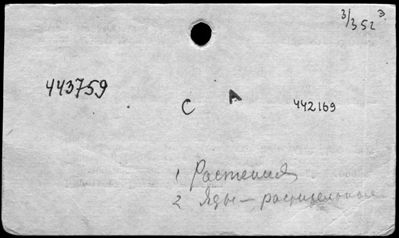 3/352 э
443759
С А 442169
1 Растения
2 Яды — растительные